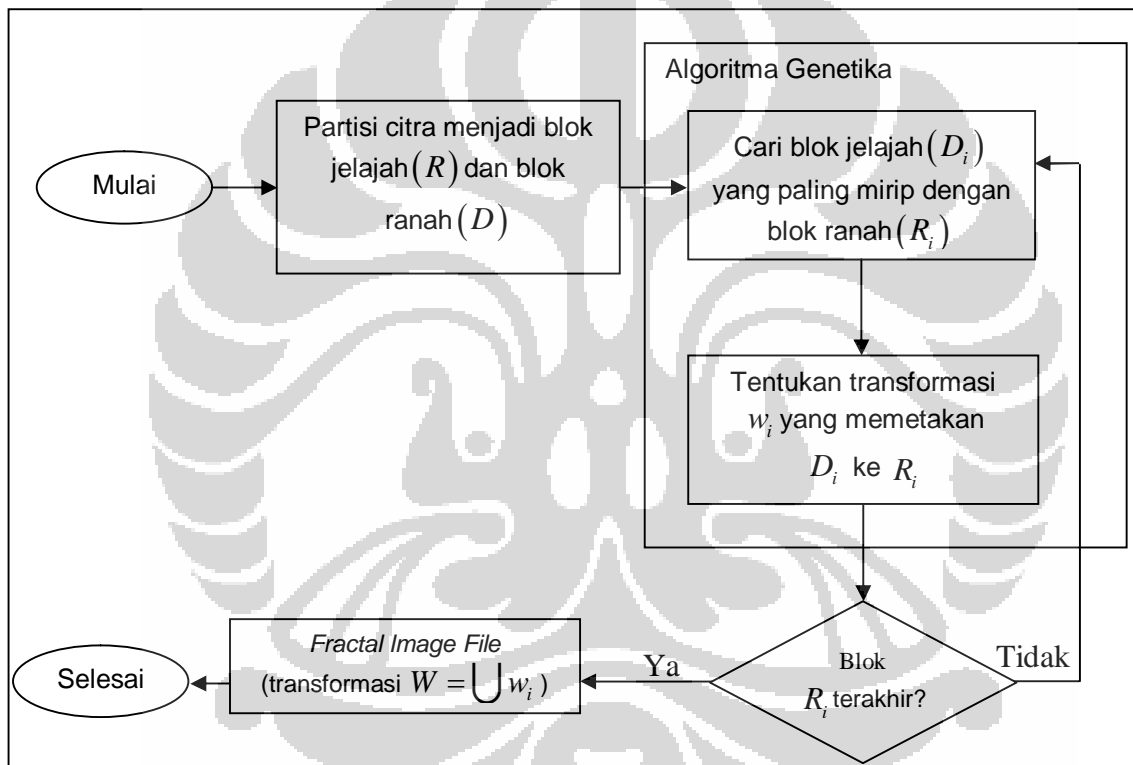 Mulai
Partisi citra menjadi blok
jelajah (R) dan blok
ranah (D)
Algoritma Genetika
Cari blok jelajah (D_i)
yang paling mirip dengan
blok ranah (R_i)
Tentukan transformasi
w_i yang memetakan
D_i ke R_i
Blok
R_i terakhir?
Tidak
Ya
Fractal Image File
(transformasi W = ⋃ w_i )
Selesai